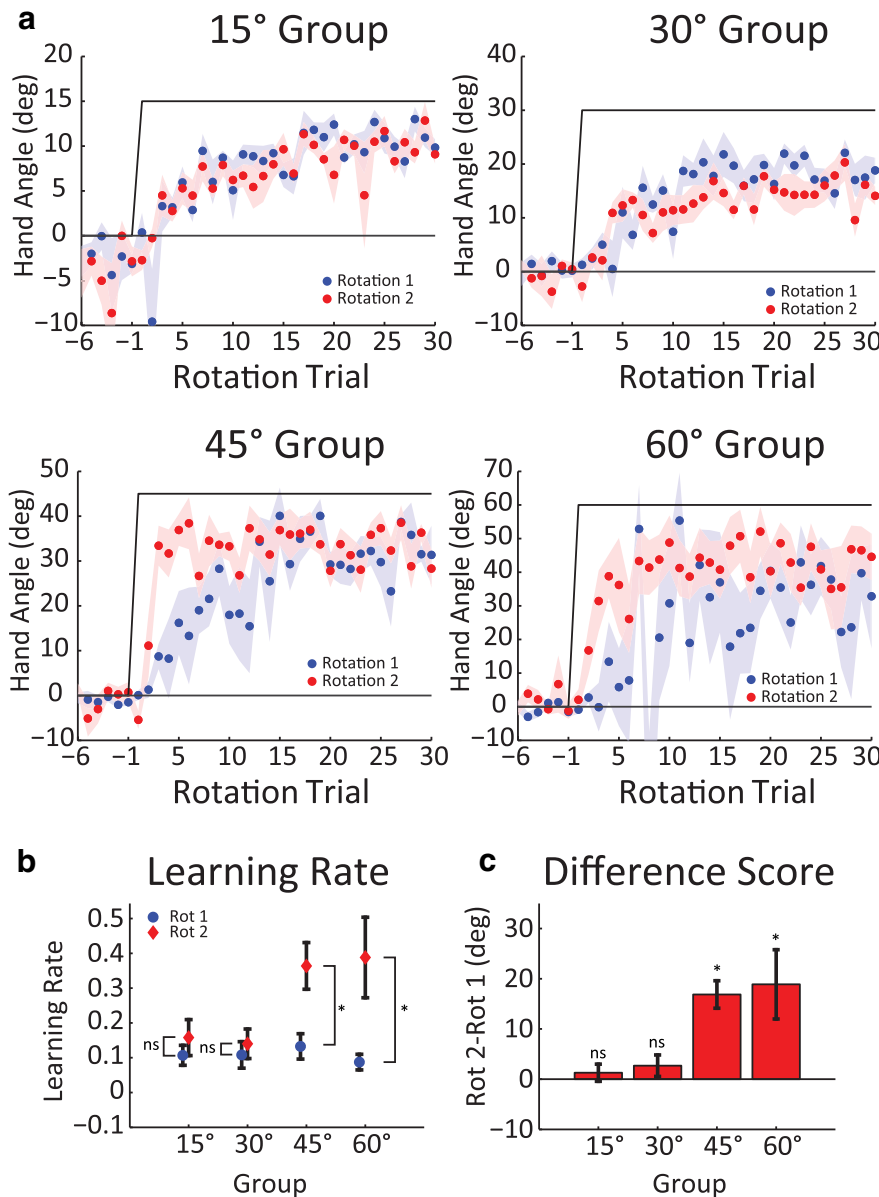 a
15° Group
20
15
10
5
0
−5
−10
Hand Angle (deg)
Rotation 1
Rotation 2
−6 −1 5 10 15 20 25 30
Rotation Trial
30° Group
40
30
20
10
0
−10
Hand Angle (deg)
Rotation 1
Rotation 2
−6 −1 5 10 15 20 25 30
Rotation Trial
45° Group
50
40
30
20
10
0
−10
Hand Angle (deg)
Rotation 1
Rotation 2
−6 −1 5 10 15 20 25 30
Rotation Trial
60° Group
70
60
50
40
30
20
10
0
−10
Hand Angle (deg)
Rotation 1
Rotation 2
−6 −1 5 10 15 20 25 30
Rotation Trial
b
Learning Rate
0.5
0.4
0.3
0.2
0.1
0
−0.1
Learning Rate
Rot 1
Rot 2
ns
ns
*
*
15° 30° 45° 60°
Group
c
Difference Score
30
20
10
0
−10
Rot 2-Rot 1 (deg)
ns
ns
*
*
15° 30° 45° 60°
Group